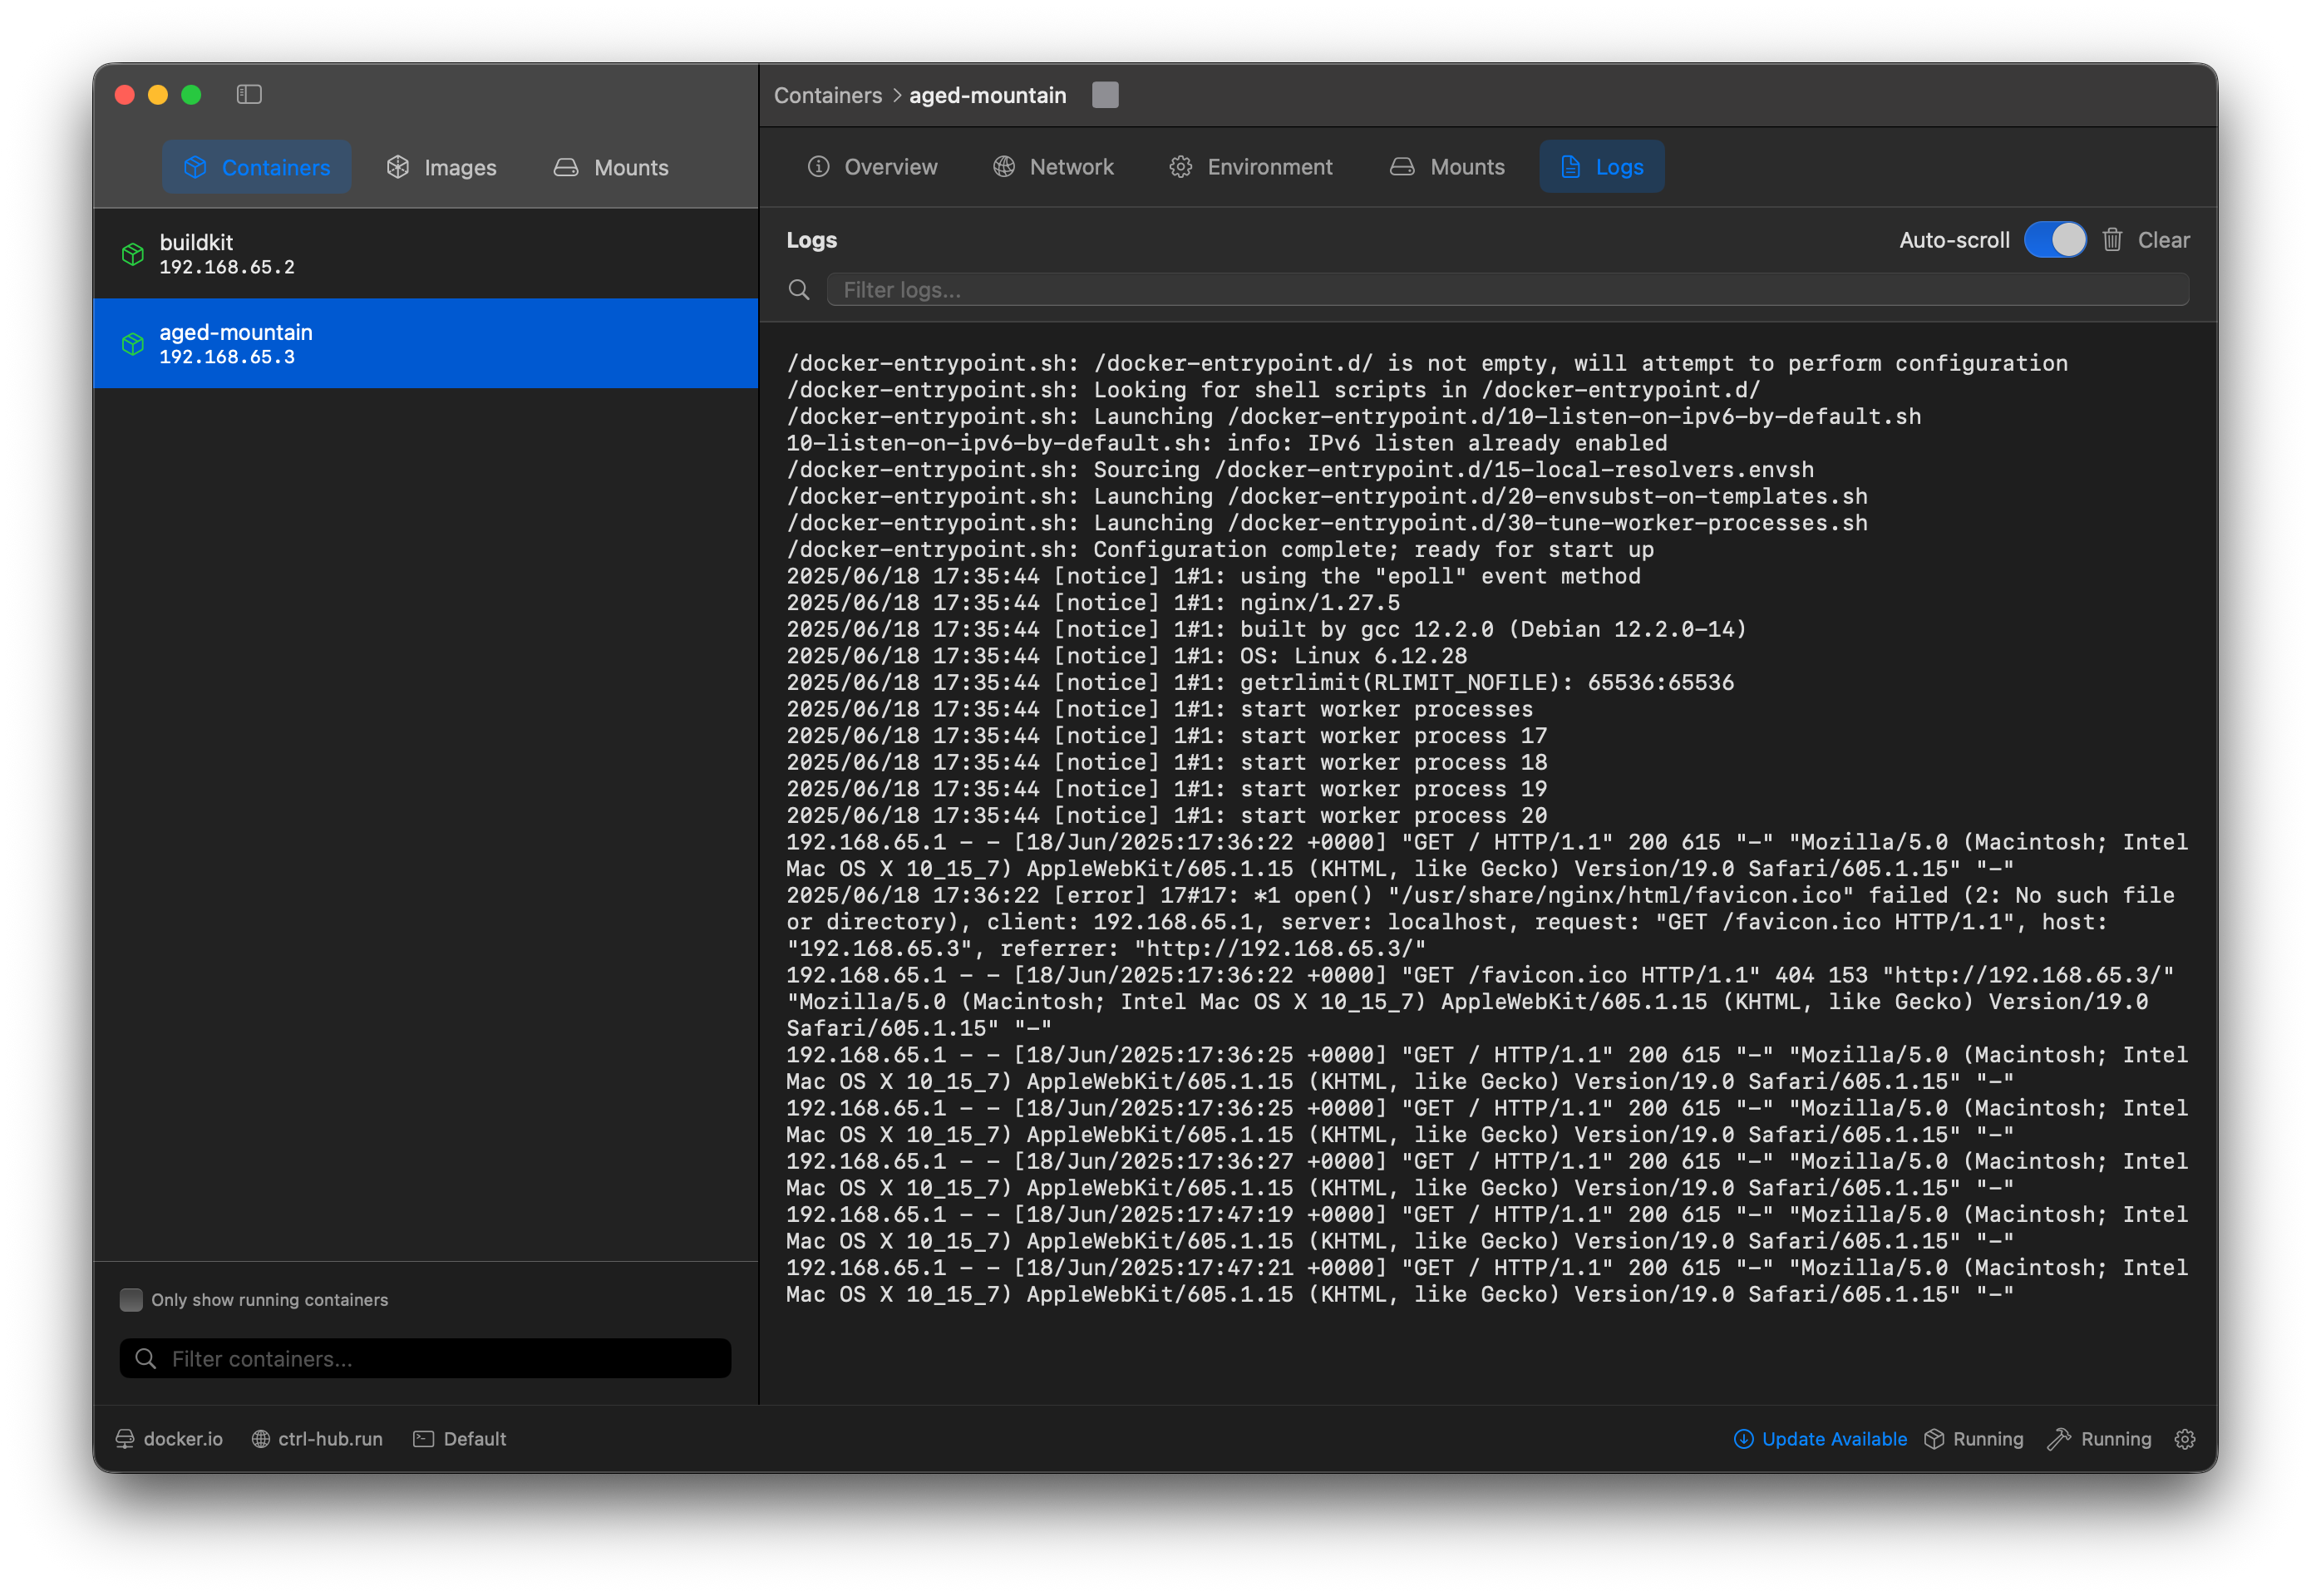 Containers
Images
Mounts
buildkit
192.168.65.2
aged-mountain
192.168.65.3
Only show running containers
Filter containers...
Containers > aged-mountain
Overview
Network
Environment
Mounts
Logs
Logs
Auto-scroll
Clear
Filter logs...
/docker-entrypoint.sh: /docker-entrypoint.d/ is not empty, will attempt to perform configuration
/docker-entrypoint.sh: Looking for shell scripts in /docker-entrypoint.d/
/docker-entrypoint.sh: Launching /docker-entrypoint.d/10-listen-on-ipv6-by-default.sh
10-listen-on-ipv6-by-default.sh: info: IPv6 listen already enabled
/docker-entrypoint.sh: Sourcing /docker-entrypoint.d/15-local-resolvers.envsh
/docker-entrypoint.sh: Launching /docker-entrypoint.d/20-envsubst-on-templates.sh
/docker-entrypoint.sh: Launching /docker-entrypoint.d/30-tune-worker-processes.sh
/docker-entrypoint.sh: Configuration complete; ready for start up
2025/06/18 17:35:44 [notice] 1#1: using the "epoll" event method
2025/06/18 17:35:44 [notice] 1#1: nginx/1.27.5
2025/06/18 17:35:44 [notice] 1#1: built by gcc 12.2.0 (Debian 12.2.0-14)
2025/06/18 17:35:44 [notice] 1#1: OS: Linux 6.12.28
2025/06/18 17:35:44 [notice] 1#1: getrlimit(RLIMIT_NOFILE): 65536:65536
2025/06/18 17:35:44 [notice] 1#1: start worker processes
2025/06/18 17:35:44 [notice] 1#1: start worker process 17
2025/06/18 17:35:44 [notice] 1#1: start worker process 18
2025/06/18 17:35:44 [notice] 1#1: start worker process 19
2025/06/18 17:35:44 [notice] 1#1: start worker process 20
192.168.65.1 - - [18/Jun/2025:17:36:22 +0000] "GET / HTTP/1.1" 200 615 "-" "Mozilla/5.0 (Macintosh; Intel
Mac OS X 10_15_7) AppleWebKit/605.1.15 (KHTML, like Gecko) Version/19.0 Safari/605.1.15" "-"
2025/06/18 17:36:22 [error] 17#17: *1 open() "/usr/share/nginx/html/favicon.ico" failed (2: No such file
or directory), client: 192.168.65.1, server: localhost, request: "GET /favicon.ico HTTP/1.1", host:
"192.168.65.3", referrer: "http://192.168.65.3/"
192.168.65.1 - - [18/Jun/2025:17:36:22 +0000] "GET /favicon.ico HTTP/1.1" 404 153 "http://192.168.65.3/"
"Mozilla/5.0 (Macintosh; Intel Mac OS X 10_15_7) AppleWebKit/605.1.15 (KHTML, like Gecko) Version/19.0
Safari/605.1.15" "-"
192.168.65.1 - - [18/Jun/2025:17:36:25 +0000] "GET / HTTP/1.1" 200 615 "-" "Mozilla/5.0 (Macintosh; Intel
Mac OS X 10_15_7) AppleWebKit/605.1.15 (KHTML, like Gecko) Version/19.0 Safari/605.1.15" "-"
192.168.65.1 - - [18/Jun/2025:17:36:25 +0000] "GET / HTTP/1.1" 200 615 "-" "Mozilla/5.0 (Macintosh; Intel
Mac OS X 10_15_7) AppleWebKit/605.1.15 (KHTML, like Gecko) Version/19.0 Safari/605.1.15" "-"
192.168.65.1 - - [18/Jun/2025:17:36:27 +0000] "GET / HTTP/1.1" 200 615 "-" "Mozilla/5.0 (Macintosh; Intel
Mac OS X 10_15_7) AppleWebKit/605.1.15 (KHTML, like Gecko) Version/19.0 Safari/605.1.15" "-"
192.168.65.1 - - [18/Jun/2025:17:47:19 +0000] "GET / HTTP/1.1" 200 615 "-" "Mozilla/5.0 (Macintosh; Intel
Mac OS X 10_15_7) AppleWebKit/605.1.15 (KHTML, like Gecko) Version/19.0 Safari/605.1.15" "-"
192.168.65.1 - - [18/Jun/2025:17:47:21 +0000] "GET / HTTP/1.1" 200 615 "-" "Mozilla/5.0 (Macintosh; Intel
Mac OS X 10_15_7) AppleWebKit/605.1.15 (KHTML, like Gecko) Version/19.0 Safari/605.1.15" "-"
docker.io
ctrl-hub.run
Default
Update Available
Running
Running